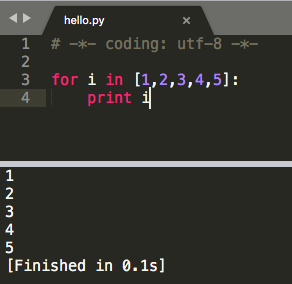 hello.py
1 # -*- coding: utf-8 -*-
2
3 for i in [1,2,3,4,5]:
4     print i
1
2
3
4
5
[Finished in 0.1s]